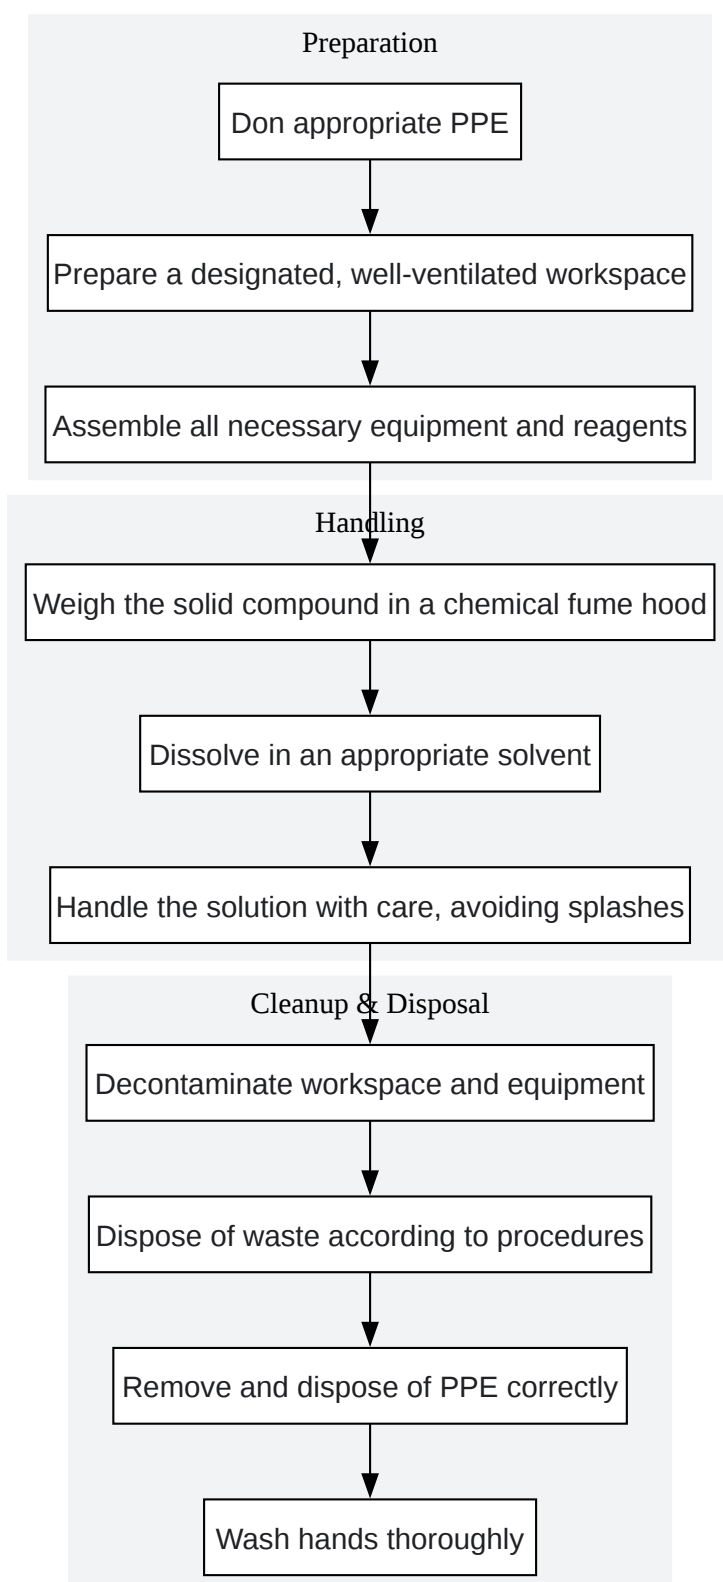 Preparation
Don appropriate PPE
Prepare a designated, well-ventilated workspace
Assemble all necessary equipment and reagents
Handling
Weigh the solid compound in a chemical fume hood
Dissolve in an appropriate solvent
Handle the solution with care, avoiding splashes
Cleanup & Disposal
Decontaminate workspace and equipment
Dispose of waste according to procedures
Remove and dispose of PPE correctly
Wash hands thoroughly